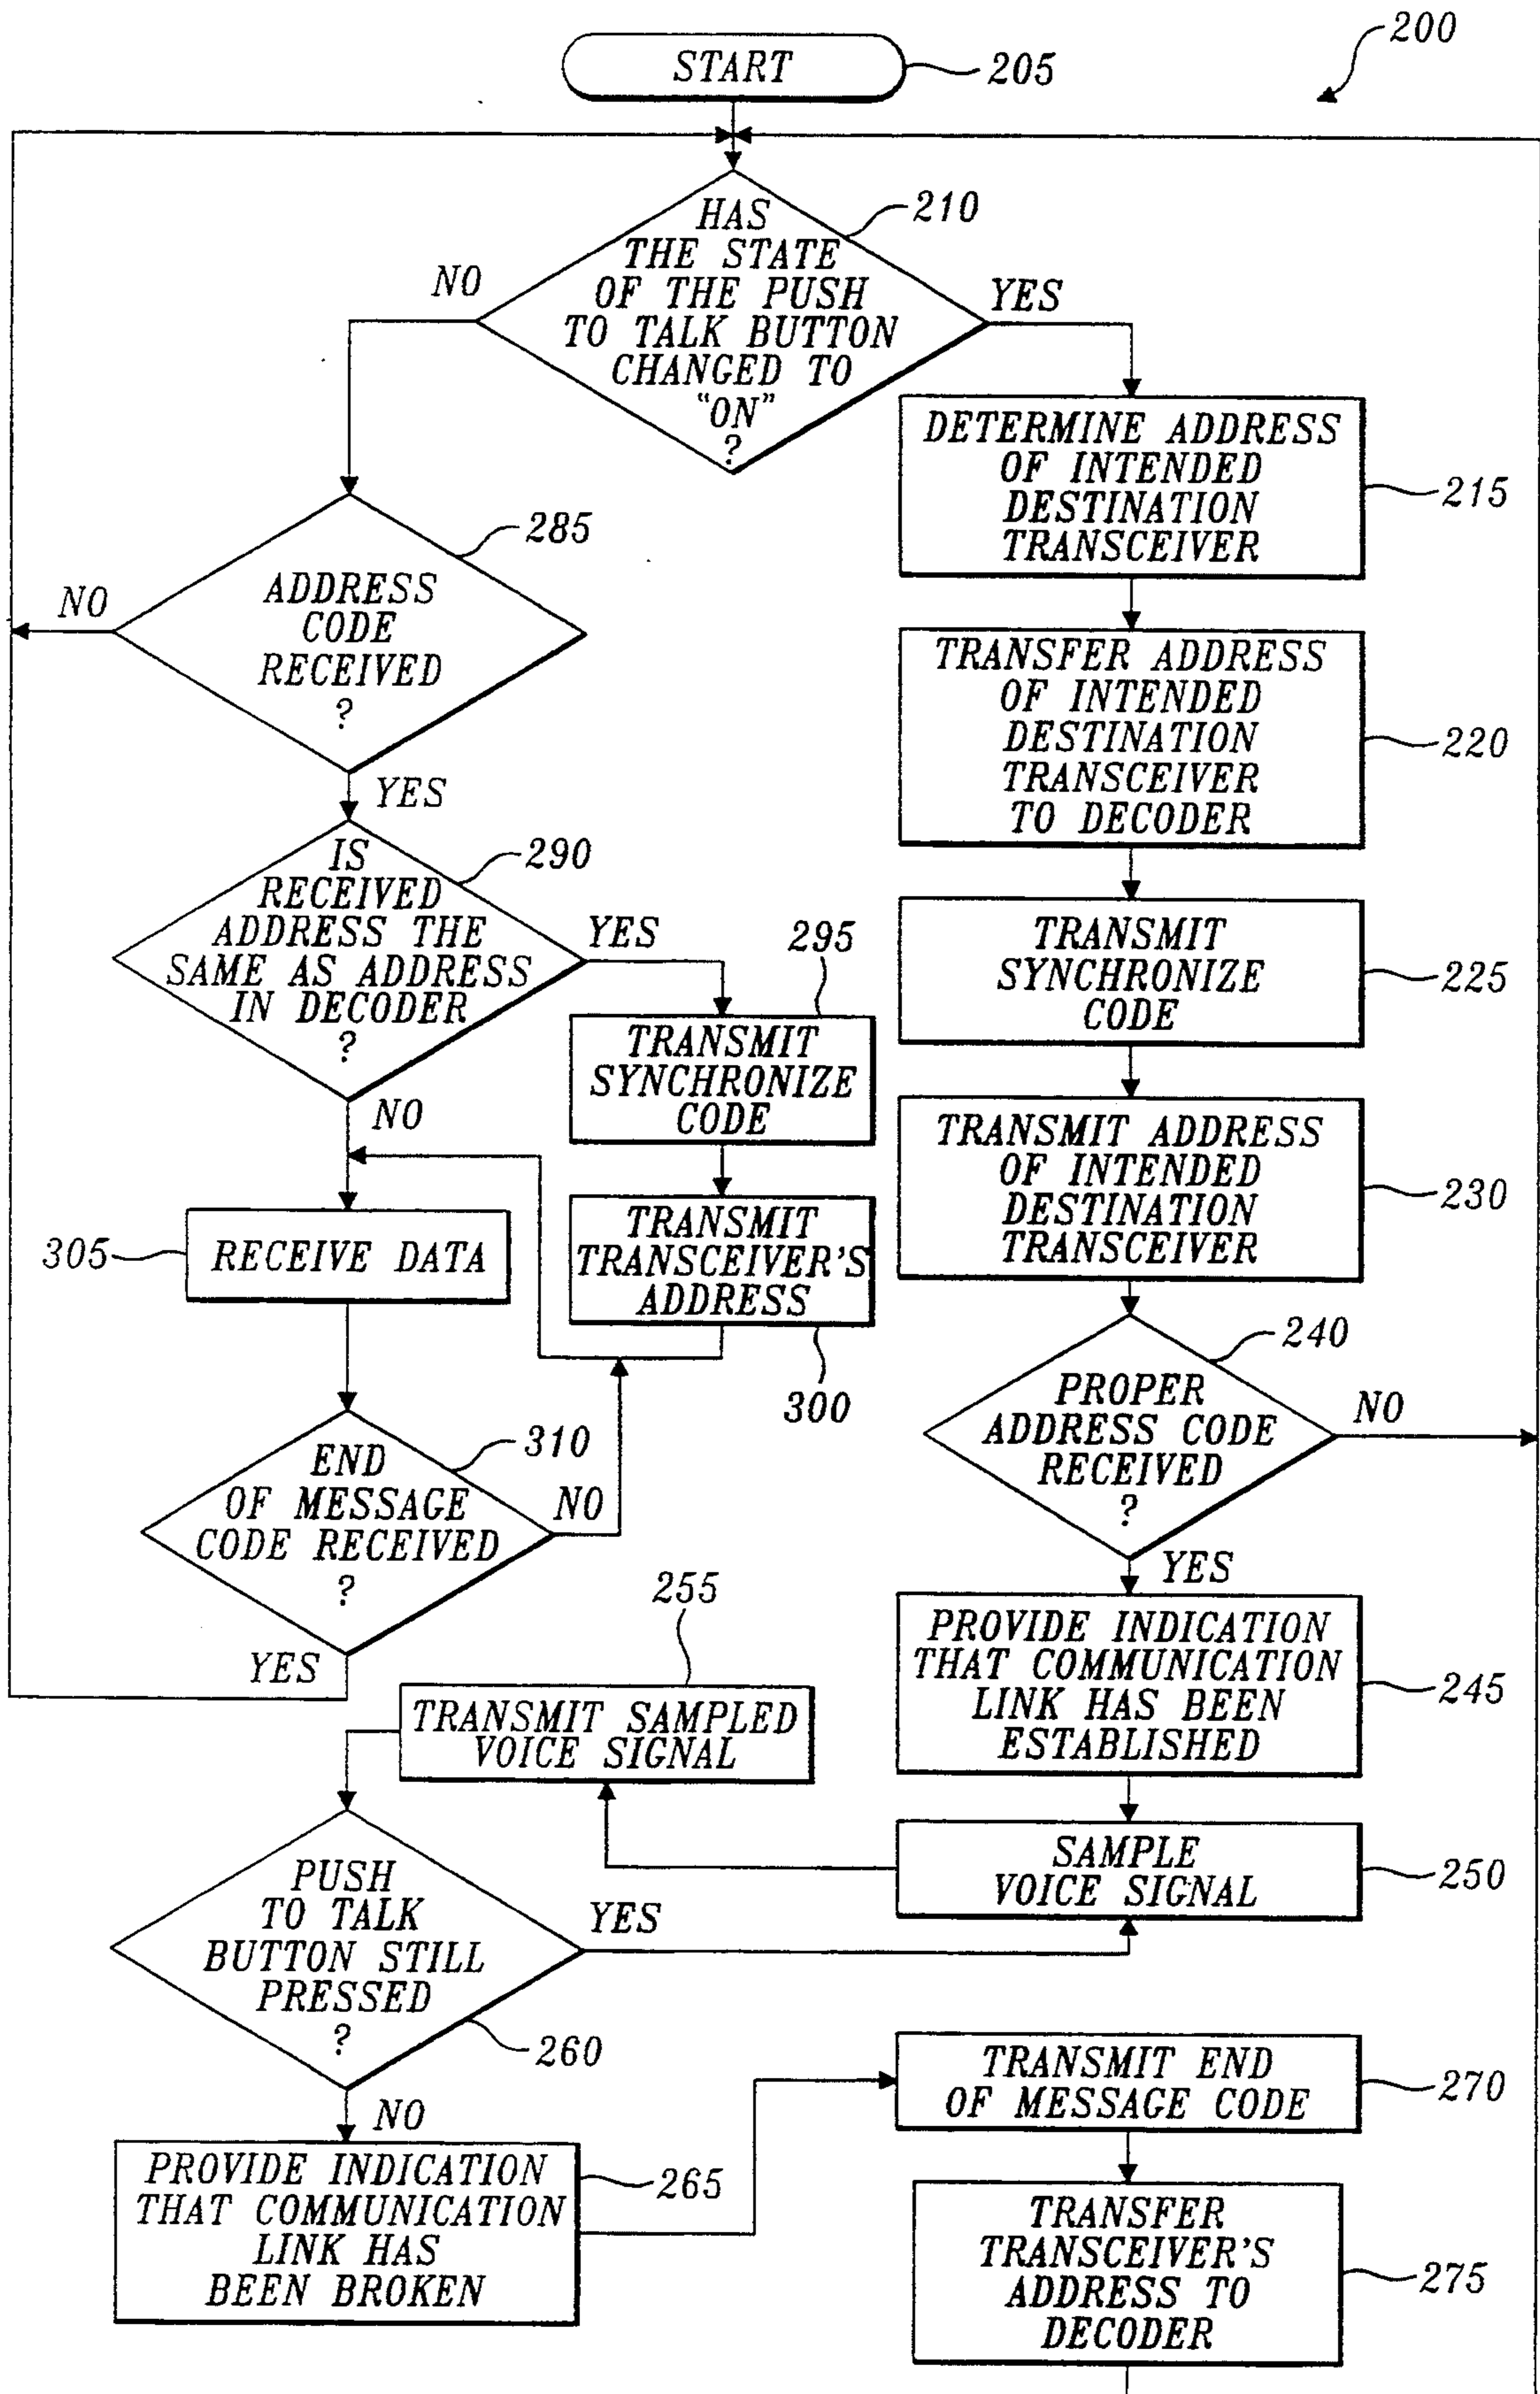 200
START
205
HAS
THE STATE
OF THE PUSH
TO TALK BUTTON
CHANGED TO
"ON"
?
210
NO
YES
DETERMINE ADDRESS
OF INTENDED
DESTINATION
TRANSCEIVER
215
ADDRESS
CODE
RECEIVED
?
285
NO
YES
TRANSFER ADDRESS
OF INTENDED
DESTINATION
TRANSCEIVER
TO DECODER
220
IS
RECEIVED
ADDRESS THE
SAME AS ADDRESS
IN DECODER
?
290
YES
NO
295
TRANSMIT
SYNCHRONIZE
CODE
TRANSMIT
SYNCHRONIZE
CODE
225
TRANSMIT ADDRESS
OF INTENDED
DESTINATION
TRANSCEIVER
230
305
RECEIVE DATA
TRANSMIT
TRANSCEIVER'S
ADDRESS
300
PROPER
ADDRESS CODE
RECEIVED
?
240
NO
YES
END
OF MESSAGE
CODE RECEIVED
?
310
NO
YES
255
TRANSMIT SAMPLED
VOICE SIGNAL
PROVIDE INDICATION
THAT COMMUNICATION
LINK HAS BEEN
ESTABLISHED
245
SAMPLE
VOICE SIGNAL
250
PUSH
TO TALK
BUTTON STILL
PRESSED
?
260
YES
NO
PROVIDE INDICATION
THAT COMMUNICATION
LINK HAS
BEEN BROKEN
265
TRANSMIT END
OF MESSAGE CODE
270
TRANSFER
TRANSCEIVER'S
ADDRESS TO
DECODER
275